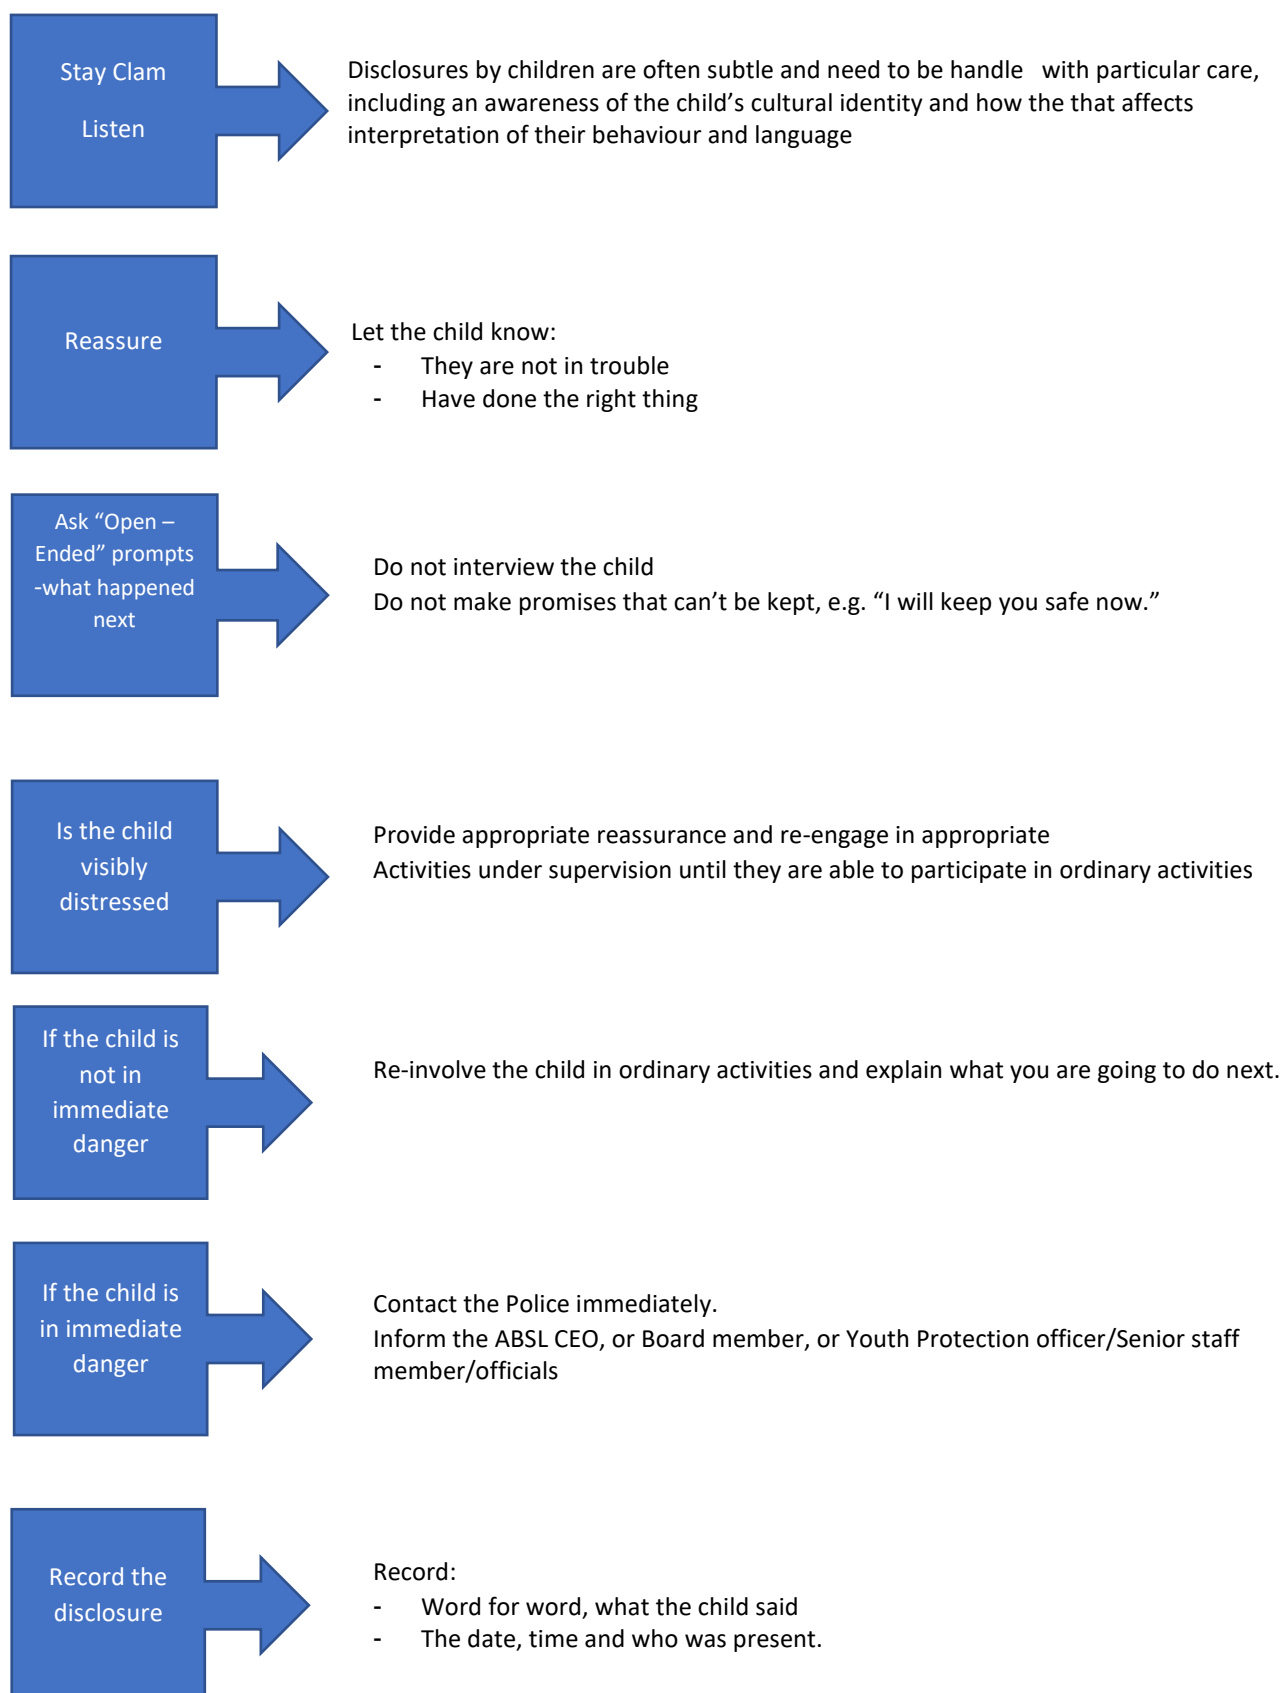 Stay Clam
Listen
Disclosures by children are often subtle and need to be handle   with particular care,
including an awareness of the child’s cultural identity and how the that affects
interpretation of their behaviour and language
Reassure
Let the child know:
- They are not in trouble
- Have done the right thing
Ask “Open –
Ended” prompts
-what happened
next
Do not interview the child
Do not make promises that can’t be kept, e.g. “I will keep you safe now.”
Is the child
visibly
distressed
Provide appropriate reassurance and re-engage in appropriate
Activities under supervision until they are able to participate in ordinary activities
If the child is
not in
immediate
danger
Re-involve the child in ordinary activities and explain what you are going to do next.
If the child is
in immediate
danger
Contact the Police immediately.
Inform the ABSL CEO, or Board member, or Youth Protection officer/Senior staff
member/officials
Record the
disclosure
Record:
- Word for word, what the child said
- The date, time and who was present.